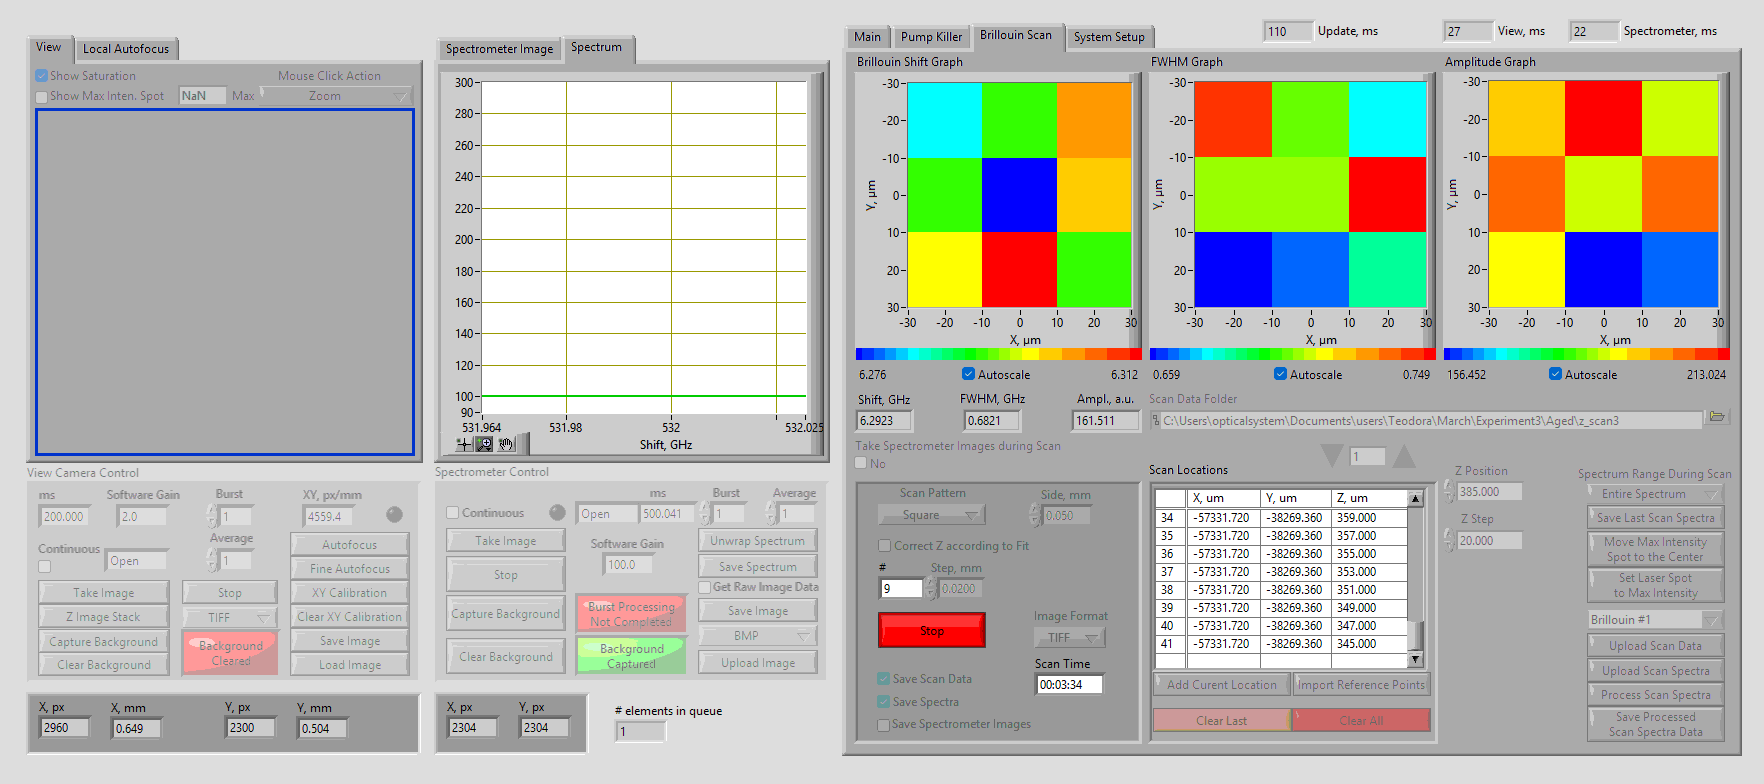 View
Local Autofocus
Show Saturation
Mouse Click Action
Show Max Inten. Spot
NaN
Max
Zoom
View Camera Control
ms
Software Gain
Burst
XY, px/mm
200.000
2.0
1
4559.4
Continuous
Open
Average
1
Autofocus
Fine Autofocus
Take Image
Stop
XY Calibration
Z Image Stack
TIFF
Clear XY Calibration
Capture Background
Background
Cleared
Save Image
Clear Background
Load Image
X, px
X, mm
Y, px
Y, mm
2960
0.649
2300
0.504
Spectrometer Image
Spectrum
300
280
260
240
220
200
180
160
140
120
100
90
531.964
531.98
532
532.025
Shift, GHz
Spectrometer Control
ms
Burst
Average
Continuous
Open
500.041
1
1
Take Image
Software Gain
Unwrap Spectrum
Stop
100.0
Save Spectrum
Get Raw Image Data
Capture Background
Burst Processing
Not Completed
Save Image
BMP
Clear Background
Background
Captured
Upload Image
X, px
Y, px
2304
2304
# elements in queue
1
110
Update, ms
27
View, ms
22
Spectrometer, ms
Main
Pump Killer
Brillouin Scan
System Setup
Brillouin Shift Graph
-30
-20
-10
0
10
20
30
Y, µm
-30
-20
-10
0
10
20
30
X, µm
6.276
Autoscale
6.312
FWHM Graph
-30
-20
-10
0
10
20
30
Y, µm
-30
-20
-10
0
10
20
30
X, µm
0.659
Autoscale
0.749
Amplitude Graph
-30
-20
-10
0
10
20
30
Y, µm
-30
-20
-10
0
10
20
30
X, µm
156.452
Autoscale
213.024
Shift, GHz
FWHM, GHz
Ampl., a.u.
6.2923
0.6821
161.511
Scan Data Folder
C:\Users\opticalsystem\Documents\users\Teodora\March\Experiment3\Aged\z_scan3
Take Spectrometer Images during Scan
No
1
Scan Pattern
Side, mm
Square
0.050
Correct Z according to Fit
#
Step, mm
9
0.0200
Stop
Image Format
TIFF
Scan Time
00:03:34
Save Scan Data
Save Spectra
Save Spectrometer Images
Scan Locations
X, um Y, um Z, um
34 -57331.720 -38269.360 359.000
35 -57331.720 -38269.360 357.000
36 -57331.720 -38269.360 355.000
37 -57331.720 -38269.360 353.000
38 -57331.720 -38269.360 351.000
39 -57331.720 -38269.360 349.000
40 -57331.720 -38269.360 347.000
41 -57331.720 -38269.360 345.000
Add Curent Location
Import Reference Points
Clear Last
Clear All
Z Position
385.000
Z Step
20.000
Spectrum Range During Scan
Entire Spectrum
Save Last Scan Spectra
Move Max Intensity
Spot to the Center
Set Laser Spot
to Max Intensity
Brillouin #1
Upload Scan Data
Upload Scan Spectra
Process Scan Spectra
Save Processed
Scan Spectra Data